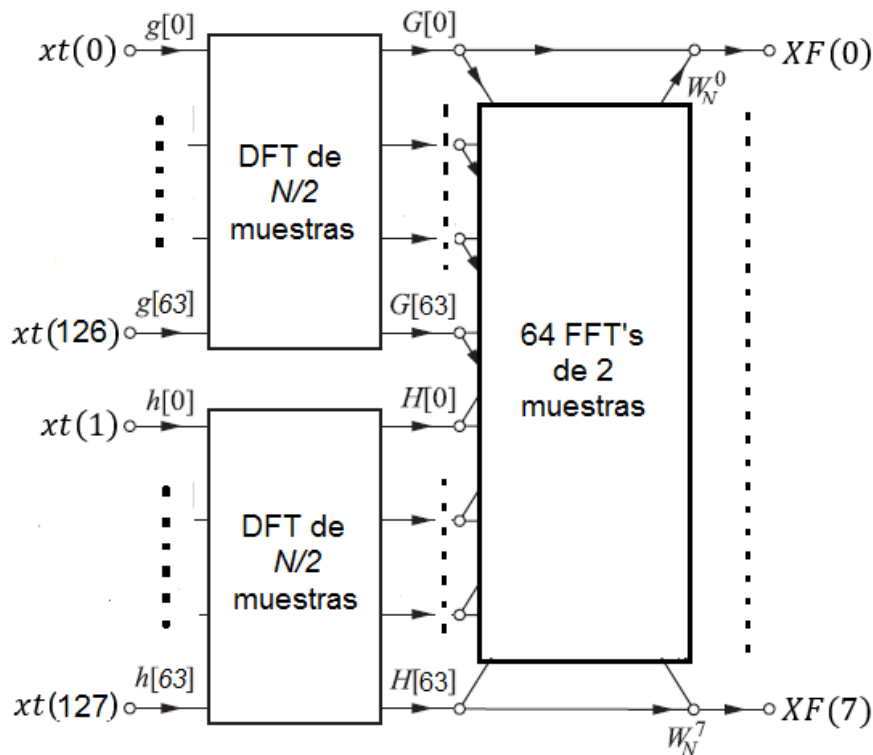 xt(0) g[0] G[0] XF(0)
W_N^0
DFT de
N/2
muestras
xt(126) g[63] G[63]
64 FFT's
de 2
muestras
xt(1) h[0] H[0]
DFT de
N/2
muestras
xt(127) h[63] H[63] W_N^7 XF(7)